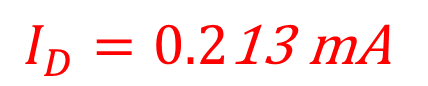 I_D = 0.213 mA